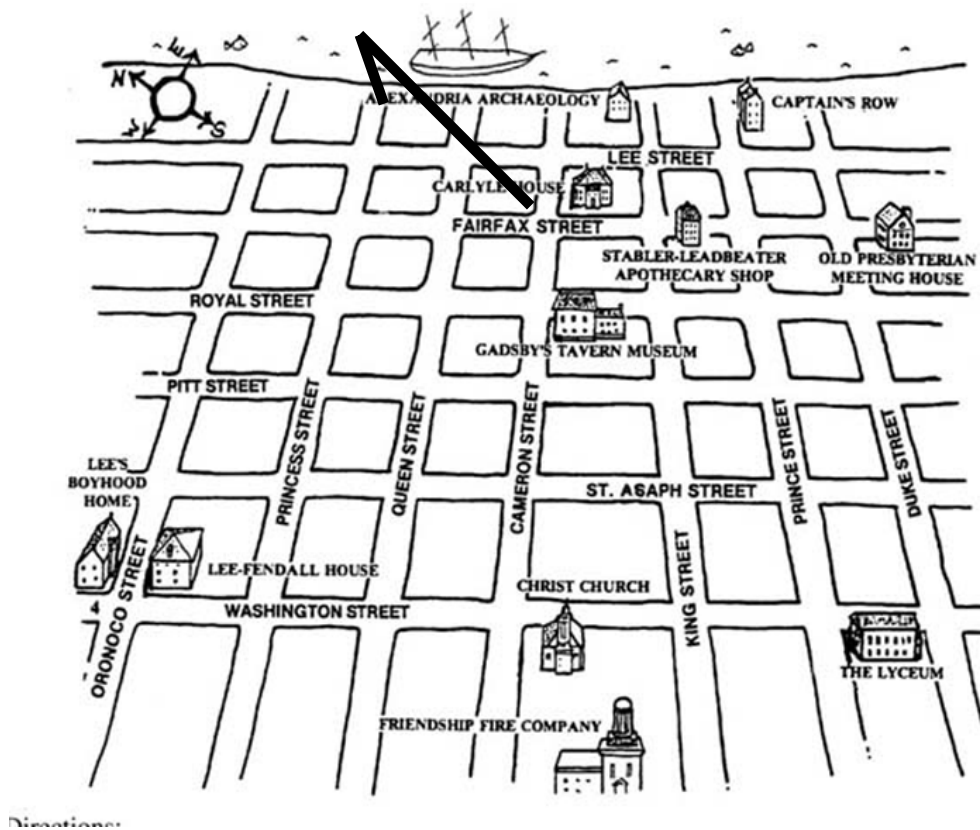 E
N
S
W
ALEXANDRIA ARCHAEOLOGY
CAPTAIN'S ROW
LEE STREET
CARLYLE HOUSE
FAIRFAX STREET
STABLER-LEADBEATER
APOTHECARY SHOP
OLD PRESBYTERIAN
MEETING HOUSE
ROYAL STREET
GADSBY'S TAVERN MUSEUM
PITT STREET
PRINCESS STREET
QUEEN STREET
CAMERON STREET
PRINCE STREET
DUKE STREET
LEE'S
BOYHOOD
HOME
ST. ASAPH STREET
LEE-FENDALL HOUSE
CHRIST CHURCH
KING STREET
4
WASHINGTON STREET
ORONOCO STREET
THE LYCEUM
FRIENDSHIP FIRE COMPANY
Directions: